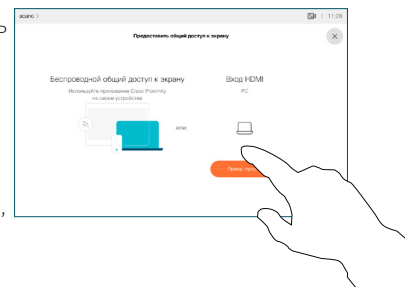 acano
11:28
Предоставить общий доступ к экрану
Беспроводной общий доступ к экрану
Вход HDMI
Используйте приложение Cisco Proximity
на своем устройстве
PC
или